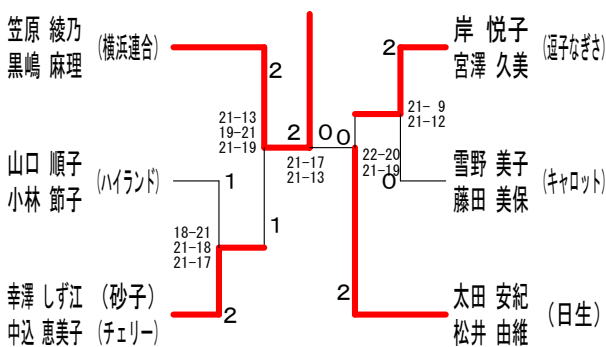 笠原 綾乃
黒嶋 麻理
(横浜連合)
2
21-13
19-21
21-19
山口 順子
小林 節子
(ハイランド)
1
18-21
21-18
21-17
1
幸澤 しず江 (砂子)
中込 恵美子 (チェリー)
2
2
0
21-17
21-13
岸 悦子
宮澤 久美
(逗子なぎさ)
2
21- 9
21-12
0
22-20
21-19
雪野 美子
藤田 美保
(キャロット)
0
太田 安紀
松井 由維
(日生)
2